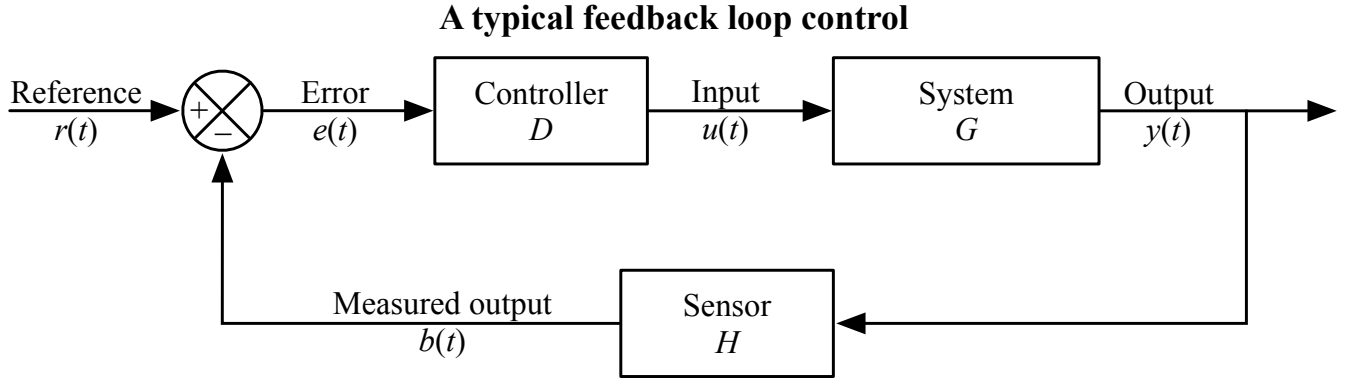 A typical feedback loop control
Reference
r(t)
+
−
Error
e(t)
Controller
D
Input
u(t)
System
G
Output
y(t)
Measured output
b(t)
Sensor
H